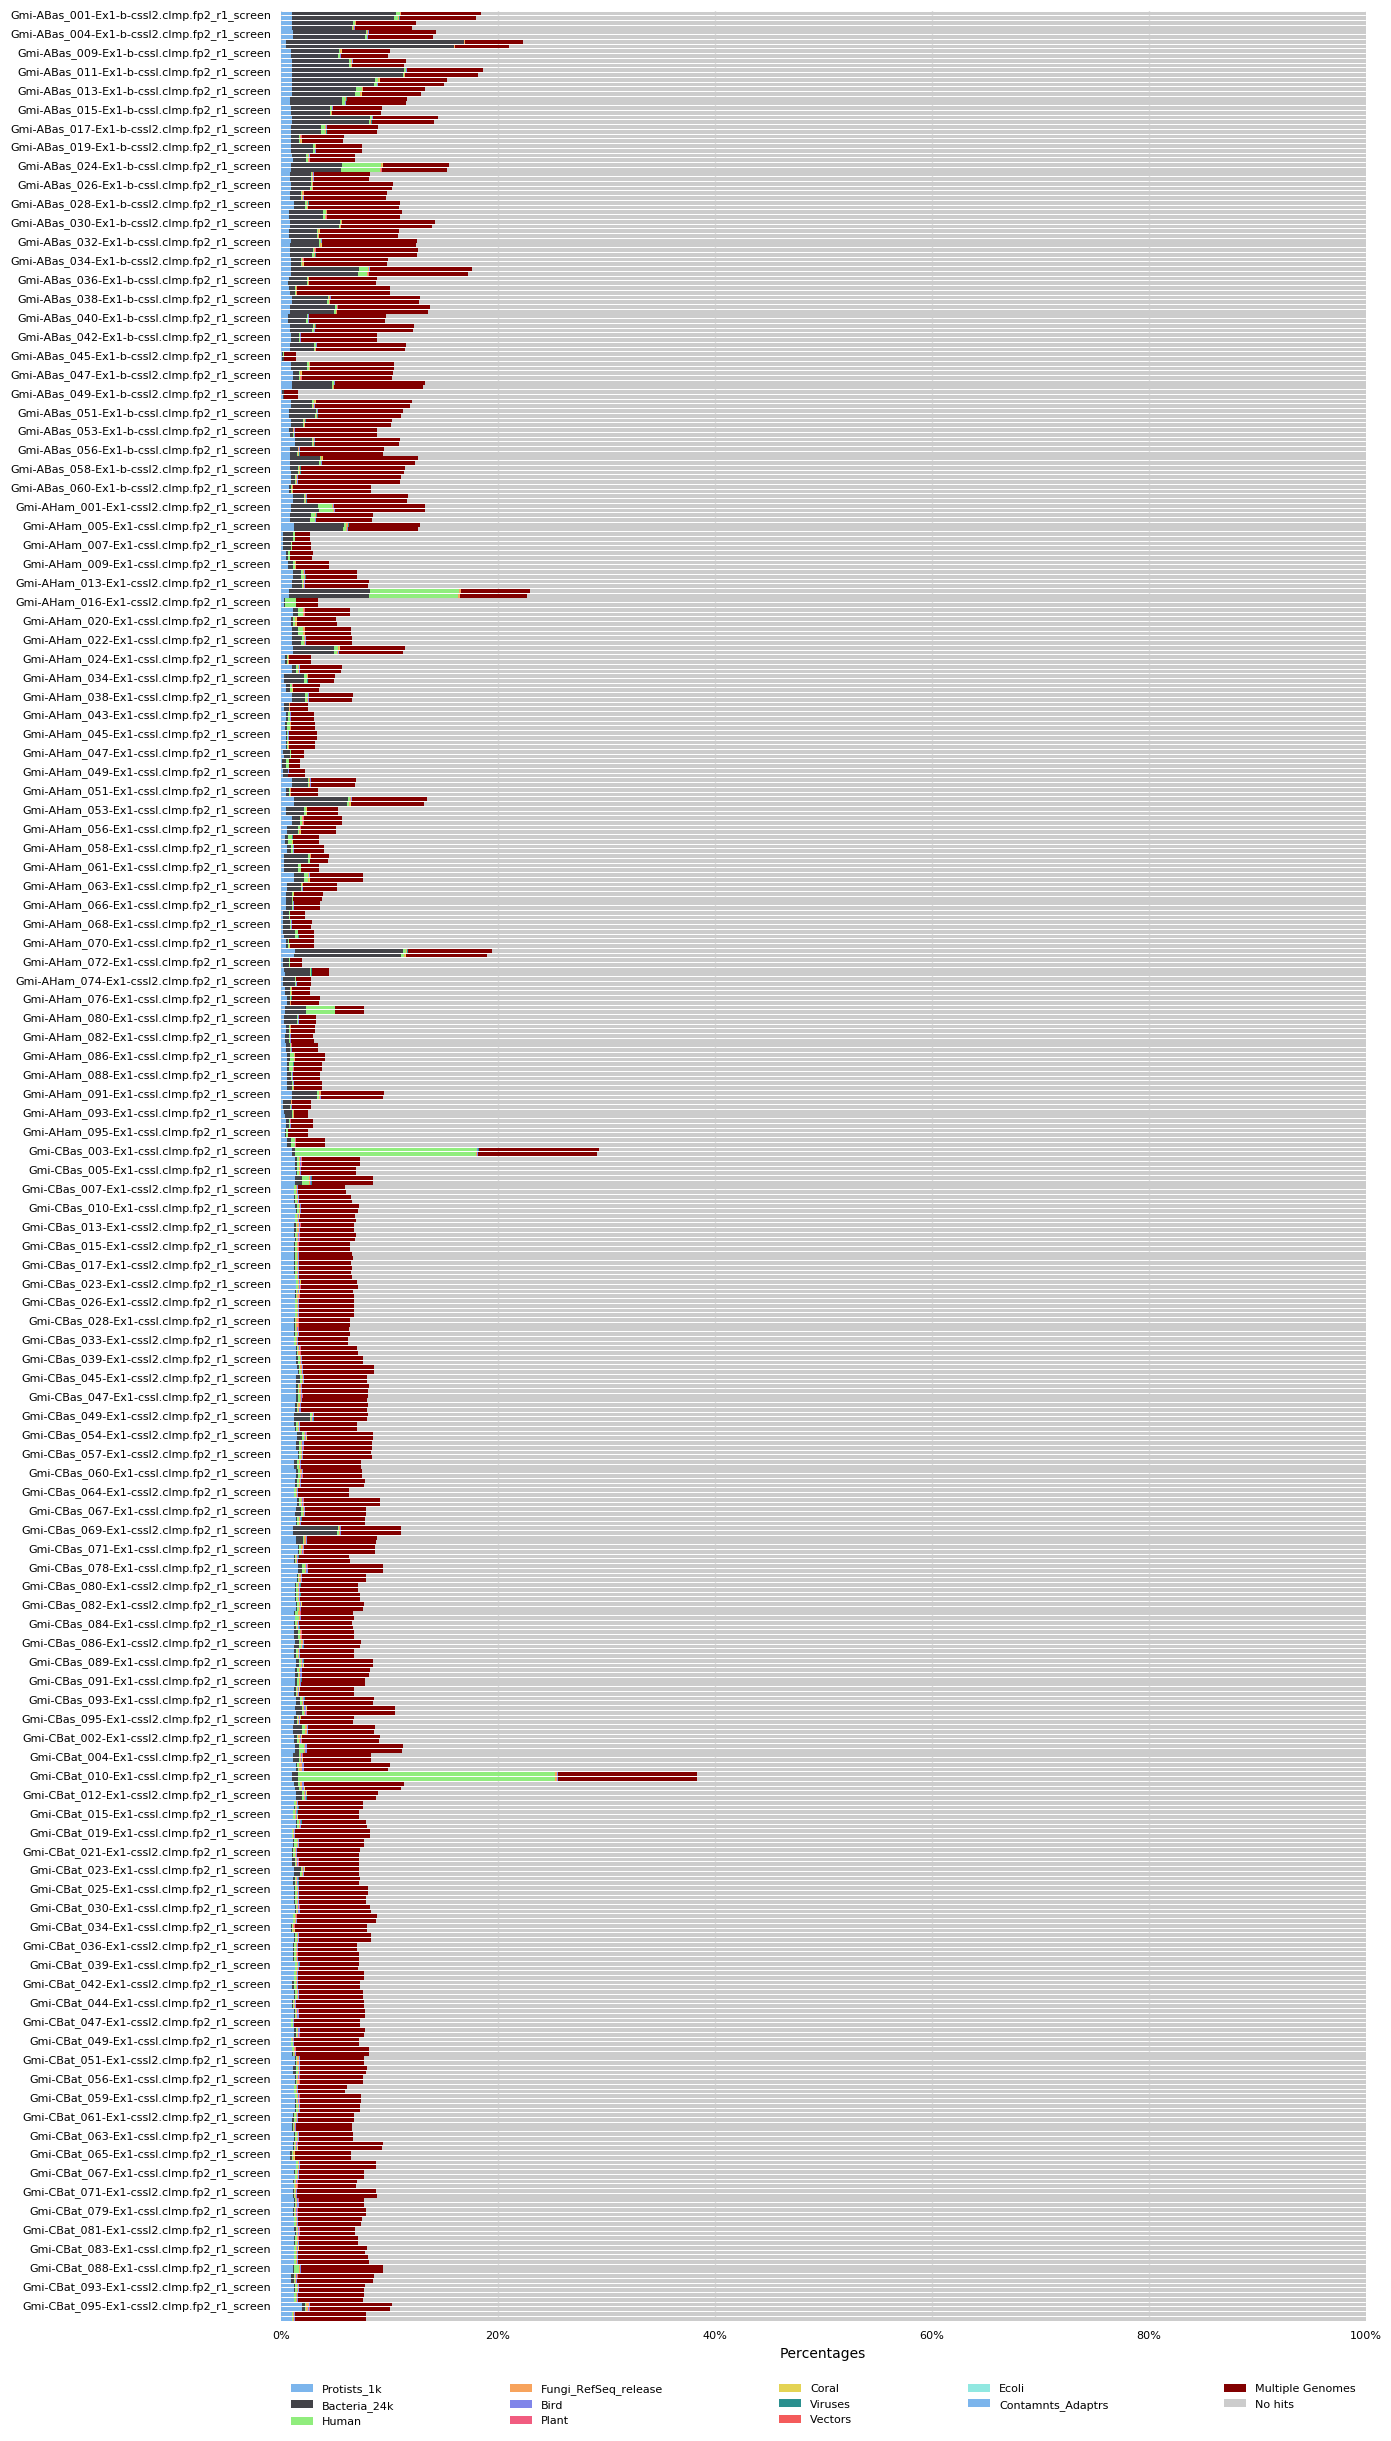 Gmi-ABas_001-Ex1-cssl2.clmp.fp2_r1_screen
Gmi-ABas_004-Ex1-b-cssl2.clmp.fp2_r1_screen
Gmi-ABas_009-Ex1-b-cssl.clmp.fp2_r1_screen
Gmi-ABas_011-Ex1-b-cssl.clmp.fp2_r1_screen
Gmi-ABas_013-Ex1-b-cssl.clmp.fp2_r1_screen
Gmi-ABas_015-Ex1-b-cssl2.clmp.fp2_r1_screen
Gmi-ABas_017-Ex1-b-cssl2.clmp.fp2_r1_screen
Gmi-ABas_019-Ex1-b-cssl2.clmp.fp2_r1_screen
Gmi-ABas_024-Ex1-b-cssl2.clmp.fp2_r1_screen
Gmi-ABas_026-Ex1-b-cssl.clmp.fp2_r1_screen
Gmi-ABas_028-Ex1-b-cssl.clmp.fp2_r1_screen
Gmi-ABas_030-Ex1-b-cssl2.clmp.fp2_r1_screen
Gmi-ABas_032-Ex1-b-cssl.clmp.fp2_r1_screen
Gmi-ABas_034-Ex1-b-cssl.clmp.fp2_r1_screen
Gmi-ABas_036-Ex1-b-cssl.clmp.fp2_r1_screen
Gmi-ABas_038-Ex1-b-cssl.clmp.fp2_r1_screen
Gmi-ABas_040-Ex1-b-cssl2.clmp.fp2_r1_screen
Gmi-ABas_042-Ex1-b-cssl.clmp.fp2_r1_screen
Gmi-ABas_045-Ex1-b-cssl2.clmp.fp2_r1_screen
Gmi-ABas_047-Ex1-b-cssl.clmp.fp2_r1_screen
Gmi-ABas_049-Ex1-b-cssl2.clmp.fp2_r1_screen
Gmi-ABas_051-Ex1-b-cssl.clmp.fp2_r1_screen
Gmi-ABas_053-Ex1-b-cssl.clmp.fp2_r1_screen
Gmi-ABas_056-Ex1-b-cssl2.clmp.fp2_r1_screen
Gmi-ABas_058-Ex1-b-cssl2.clmp.fp2_r1_screen
Gmi-ABas_060-Ex1-b-cssl2.clmp.fp2_r1_screen
Gmi-AHam_001-Ex1-cssl2.clmp.fp2_r1_screen
Gmi-AHam_005-Ex1-cssl.clmp.fp2_r1_screen
Gmi-AHam_007-Ex1-cssl.clmp.fp2_r1_screen
Gmi-AHam_009-Ex1-cssl.clmp.fp2_r1_screen
Gmi-AHam_013-Ex1-cssl2.clmp.fp2_r1_screen
Gmi-AHam_016-Ex1-cssl2.clmp.fp2_r1_screen
Gmi-AHam_020-Ex1-cssl.clmp.fp2_r1_screen
Gmi-AHam_022-Ex1-cssl.clmp.fp2_r1_screen
Gmi-AHam_024-Ex1-cssl.clmp.fp2_r1_screen
Gmi-AHam_034-Ex1-cssl.clmp.fp2_r1_screen
Gmi-AHam_038-Ex1-cssl.clmp.fp2_r1_screen
Gmi-AHam_043-Ex1-cssl.clmp.fp2_r1_screen
Gmi-AHam_045-Ex1-cssl.clmp.fp2_r1_screen
Gmi-AHam_047-Ex1-cssl.clmp.fp2_r1_screen
Gmi-AHam_049-Ex1-cssl.clmp.fp2_r1_screen
Gmi-AHam_051-Ex1-cssl.clmp.fp2_r1_screen
Gmi-AHam_053-Ex1-cssl.clmp.fp2_r1_screen
Gmi-AHam_056-Ex1-cssl.clmp.fp2_r1_screen
Gmi-AHam_058-Ex1-cssl.clmp.fp2_r1_screen
Gmi-AHam_061-Ex1-cssl.clmp.fp2_r1_screen
Gmi-AHam_063-Ex1-cssl.clmp.fp2_r1_screen
Gmi-AHam_066-Ex1-cssl.clmp.fp2_r1_screen
Gmi-AHam_068-Ex1-cssl.clmp.fp2_r1_screen
Gmi-AHam_070-Ex1-cssl.clmp.fp2_r1_screen
Gmi-AHam_072-Ex1-cssl.clmp.fp2_r1_screen
Gmi-AHam_074-Ex1-cssl2.clmp.fp2_r1_screen
Gmi-AHam_076-Ex1-cssl.clmp.fp2_r1_screen
Gmi-AHam_080-Ex1-cssl.clmp.fp2_r1_screen
Gmi-AHam_082-Ex1-cssl.clmp.fp2_r1_screen
Gmi-AHam_086-Ex1-cssl.clmp.fp2_r1_screen
Gmi-AHam_088-Ex1-cssl.clmp.fp2_r1_screen
Gmi-AHam_091-Ex1-cssl.clmp.fp2_r1_screen
Gmi-AHam_093-Ex1-cssl.clmp.fp2_r1_screen
Gmi-AHam_095-Ex1-cssl.clmp.fp2_r1_screen
Gmi-CBas_003-Ex1-cssl.clmp.fp2_r1_screen
Gmi-CBas_005-Ex1-cssl.clmp.fp2_r1_screen
Gmi-CBas_007-Ex1-cssl2.clmp.fp2_r1_screen
Gmi-CBas_010-Ex1-cssl.clmp.fp2_r1_screen
Gmi-CBas_013-Ex1-cssl2.clmp.fp2_r1_screen
Gmi-CBas_015-Ex1-cssl2.clmp.fp2_r1_screen
Gmi-CBas_017-Ex1-cssl2.clmp.fp2_r1_screen
Gmi-CBas_023-Ex1-cssl2.clmp.fp2_r1_screen
Gmi-CBas_026-Ex1-cssl2.clmp.fp2_r1_screen
Gmi-CBas_028-Ex1-cssl.clmp.fp2_r1_screen
Gmi-CBas_033-Ex1-cssl2.clmp.fp2_r1_screen
Gmi-CBas_039-Ex1-cssl2.clmp.fp2_r1_screen
Gmi-CBas_045-Ex1-cssl2.clmp.fp2_r1_screen
Gmi-CBas_047-Ex1-cssl.clmp.fp2_r1_screen
Gmi-CBas_049-Ex1-cssl2.clmp.fp2_r1_screen
Gmi-CBas_054-Ex1-cssl2.clmp.fp2_r1_screen
Gmi-CBas_057-Ex1-cssl2.clmp.fp2_r1_screen
Gmi-CBas_060-Ex1-cssl.clmp.fp2_r1_screen
Gmi-CBas_064-Ex1-cssl2.clmp.fp2_r1_screen
Gmi-CBas_067-Ex1-cssl.clmp.fp2_r1_screen
Gmi-CBas_069-Ex1-cssl2.clmp.fp2_r1_screen
Gmi-CBas_071-Ex1-cssl.clmp.fp2_r1_screen
Gmi-CBas_078-Ex1-cssl.clmp.fp2_r1_screen
Gmi-CBas_080-Ex1-cssl2.clmp.fp2_r1_screen
Gmi-CBas_082-Ex1-cssl2.clmp.fp2_r1_screen
Gmi-CBas_084-Ex1-cssl.clmp.fp2_r1_screen
Gmi-CBas_086-Ex1-cssl2.clmp.fp2_r1_screen
Gmi-CBas_089-Ex1-cssl.clmp.fp2_r1_screen
Gmi-CBas_091-Ex1-cssl.clmp.fp2_r1_screen
Gmi-CBas_093-Ex1-cssl.clmp.fp2_r1_screen
Gmi-CBas_095-Ex1-cssl2.clmp.fp2_r1_screen
Gmi-CBat_002-Ex1-cssl2.clmp.fp2_r1_screen
Gmi-CBat_004-Ex1-cssl.clmp.fp2_r1_screen
Gmi-CBat_010-Ex1-cssl.clmp.fp2_r1_screen
Gmi-CBat_012-Ex1-cssl2.clmp.fp2_r1_screen
Gmi-CBat_015-Ex1-cssl.clmp.fp2_r1_screen
Gmi-CBat_019-Ex1-cssl.clmp.fp2_r1_screen
Gmi-CBat_021-Ex1-cssl2.clmp.fp2_r1_screen
Gmi-CBat_023-Ex1-cssl.clmp.fp2_r1_screen
Gmi-CBat_025-Ex1-cssl.clmp.fp2_r1_screen
Gmi-CBat_030-Ex1-cssl.clmp.fp2_r1_screen
Gmi-CBat_034-Ex1-cssl.clmp.fp2_r1_screen
Gmi-CBat_036-Ex1-cssl2.clmp.fp2_r1_screen
Gmi-CBat_039-Ex1-cssl.clmp.fp2_r1_screen
Gmi-CBat_042-Ex1-cssl2.clmp.fp2_r1_screen
Gmi-CBat_044-Ex1-cssl.clmp.fp2_r1_screen
Gmi-CBat_047-Ex1-cssl2.clmp.fp2_r1_screen
Gmi-CBat_049-Ex1-cssl.clmp.fp2_r1_screen
Gmi-CBat_051-Ex1-cssl2.clmp.fp2_r1_screen
Gmi-CBat_056-Ex1-cssl.clmp.fp2_r1_screen
Gmi-CBat_059-Ex1-cssl.clmp.fp2_r1_screen
Gmi-CBat_061-Ex1-cssl2.clmp.fp2_r1_screen
Gmi-CBat_063-Ex1-cssl.clmp.fp2_r1_screen
Gmi-CBat_065-Ex1-cssl.clmp.fp2_r1_screen
Gmi-CBat_067-Ex1-cssl.clmp.fp2_r1_screen
Gmi-CBat_071-Ex1-cssl2.clmp.fp2_r1_screen
Gmi-CBat_079-Ex1-cssl.clmp.fp2_r1_screen
Gmi-CBat_081-Ex1-cssl2.clmp.fp2_r1_screen
Gmi-CBat_083-Ex1-cssl.clmp.fp2_r1_screen
Gmi-CBat_088-Ex1-cssl.clmp.fp2_r1_screen
Gmi-CBat_093-Ex1-cssl2.clmp.fp2_r1_screen
Gmi-CBat_095-Ex1-cssl2.clmp.fp2_r1_screen
0% 20% 40% 60% 80% 100%
Percentages
Protists_1k Fungi_RefSeq_release Coral Ecoli Multiple Genomes
Bacteria_24k Bird Viruses Contamnts_Adaptrs No hits
Human Plant Vectors